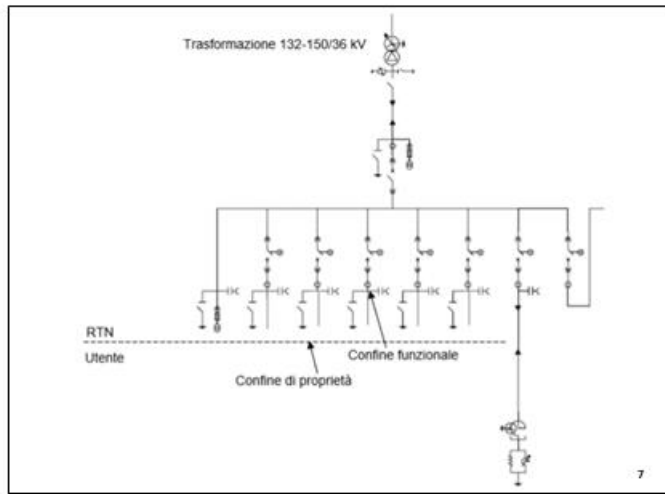 Trasformazione 132-150/36 kV
RTN
Utente
Confine funzionale
Confine di proprietà
7